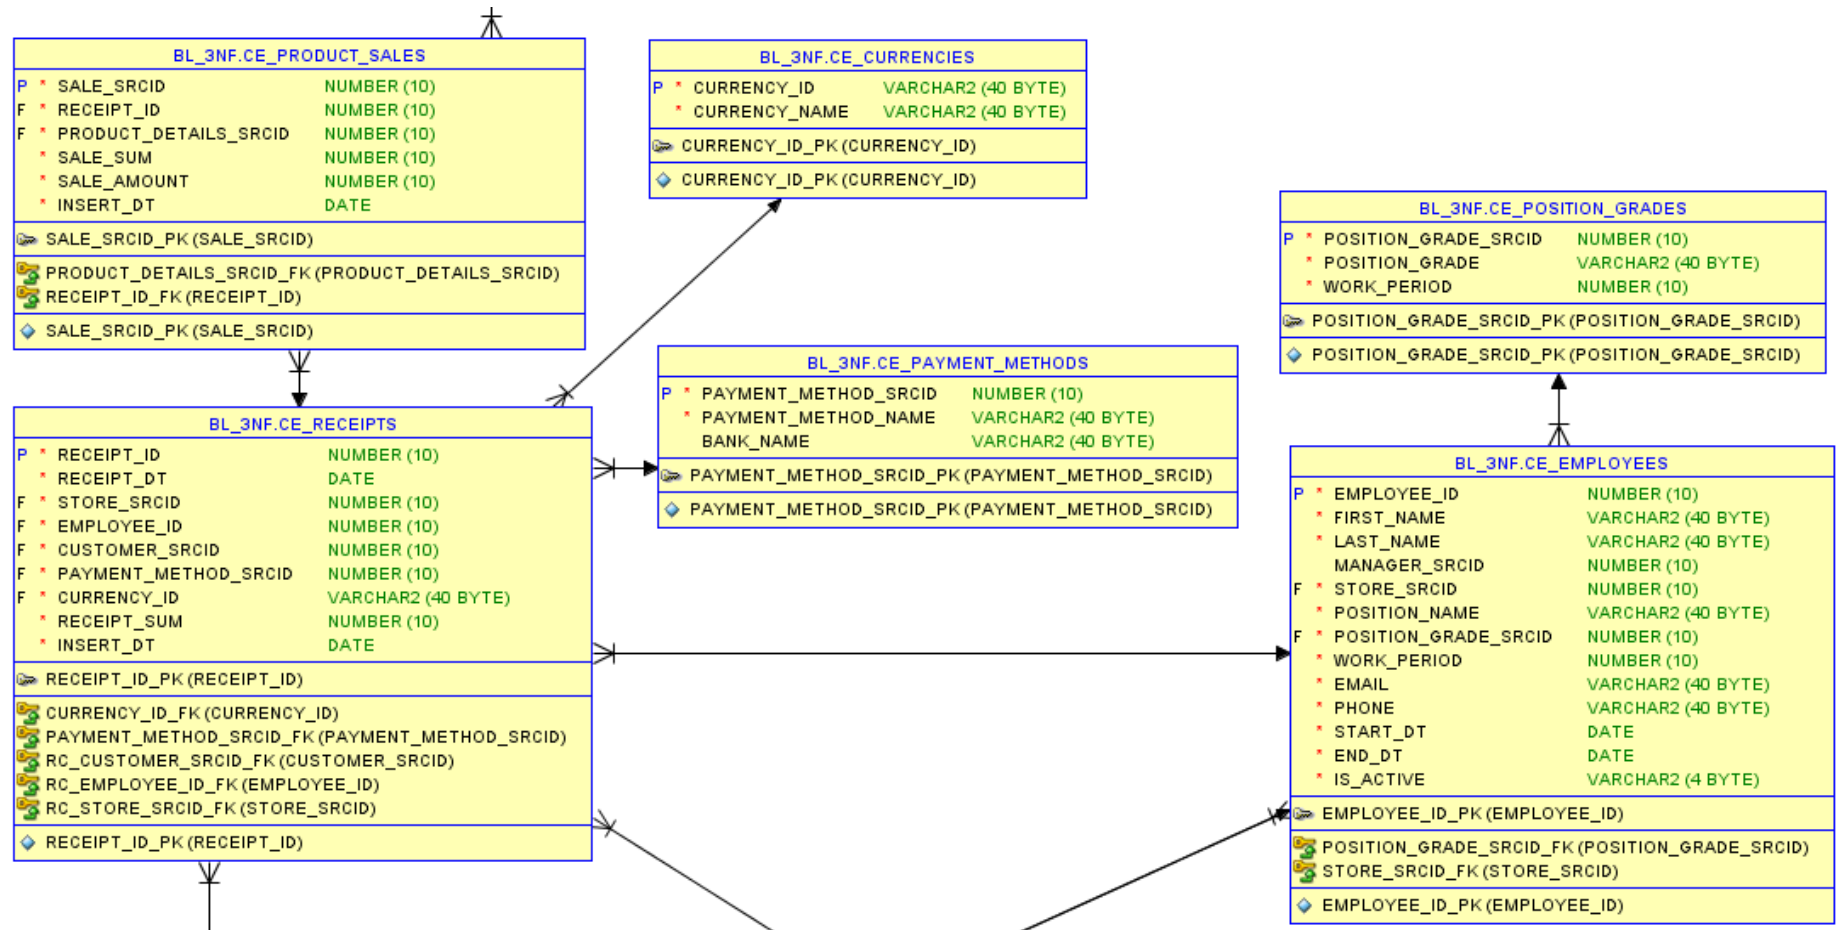 BL_3NF.CE_PRODUCT_SALES
P * SALE_SRCID NUMBER (10)
F * RECEIPT_ID NUMBER (10)
F * PRODUCT_DETAILS_SRCID NUMBER (10)
* SALE_SUM NUMBER (10)
* SALE_AMOUNT NUMBER (10)
* INSERT_DT DATE
SALE_SRCID_PK (SALE_SRCID)
PRODUCT_DETAILS_SRCID_FK (PRODUCT_DETAILS_SRCID)
RECEIPT_ID_FK (RECEIPT_ID)
SALE_SRCID_PK (SALE_SRCID)
BL_3NF.CE_CURRENCIES
P * CURRENCY_ID VARCHAR2 (40 BYTE)
* CURRENCY_NAME VARCHAR2 (40 BYTE)
CURRENCY_ID_PK (CURRENCY_ID)
CURRENCY_ID_PK (CURRENCY_ID)
BL_3NF.CE_POSITION_GRADES
P * POSITION_GRADE_SRCID NUMBER (10)
* POSITION_GRADE VARCHAR2 (40 BYTE)
* WORK_PERIOD NUMBER (10)
POSITION_GRADE_SRCID_PK (POSITION_GRADE_SRCID)
POSITION_GRADE_SRCID_PK (POSITION_GRADE_SRCID)
BL_3NF.CE_PAYMENT_METHODS
P * PAYMENT_METHOD_SRCID NUMBER (10)
* PAYMENT_METHOD_NAME VARCHAR2 (40 BYTE)
BANK_NAME VARCHAR2 (40 BYTE)
PAYMENT_METHOD_SRCID_PK (PAYMENT_METHOD_SRCID)
PAYMENT_METHOD_SRCID_PK (PAYMENT_METHOD_SRCID)
BL_3NF.CE_RECEIPTS
P * RECEIPT_ID NUMBER (10)
* RECEIPT_DT DATE
F * STORE_SRCID NUMBER (10)
F * EMPLOYEE_ID NUMBER (10)
F * CUSTOMER_SRCID NUMBER (10)
F * PAYMENT_METHOD_SRCID NUMBER (10)
F * CURRENCY_ID VARCHAR2 (40 BYTE)
* RECEIPT_SUM NUMBER (10)
* INSERT_DT DATE
RECEIPT_ID_PK (RECEIPT_ID)
CURRENCY_ID_FK (CURRENCY_ID)
PAYMENT_METHOD_SRCID_FK (PAYMENT_METHOD_SRCID)
RC_CUSTOMER_SRCID_FK (CUSTOMER_SRCID)
RC_EMPLOYEE_ID_FK (EMPLOYEE_ID)
RC_STORE_SRCID_FK (STORE_SRCID)
RECEIPT_ID_PK (RECEIPT_ID)
BL_3NF.CE_EMPLOYEES
P * EMPLOYEE_ID NUMBER (10)
* FIRST_NAME VARCHAR2 (40 BYTE)
* LAST_NAME VARCHAR2 (40 BYTE)
MANAGER_SRCID NUMBER (10)
F * STORE_SRCID NUMBER (10)
* POSITION_NAME VARCHAR2 (40 BYTE)
F * POSITION_GRADE_SRCID NUMBER (10)
* WORK_PERIOD NUMBER (10)
* EMAIL VARCHAR2 (40 BYTE)
* PHONE VARCHAR2 (40 BYTE)
* START_DT DATE
* END_DT DATE
* IS_ACTIVE VARCHAR2 (4 BYTE)
EMPLOYEE_ID_PK (EMPLOYEE_ID)
POSITION_GRADE_SRCID_FK (POSITION_GRADE_SRCID)
STORE_SRCID_FK (STORE_SRCID)
EMPLOYEE_ID_PK (EMPLOYEE_ID)